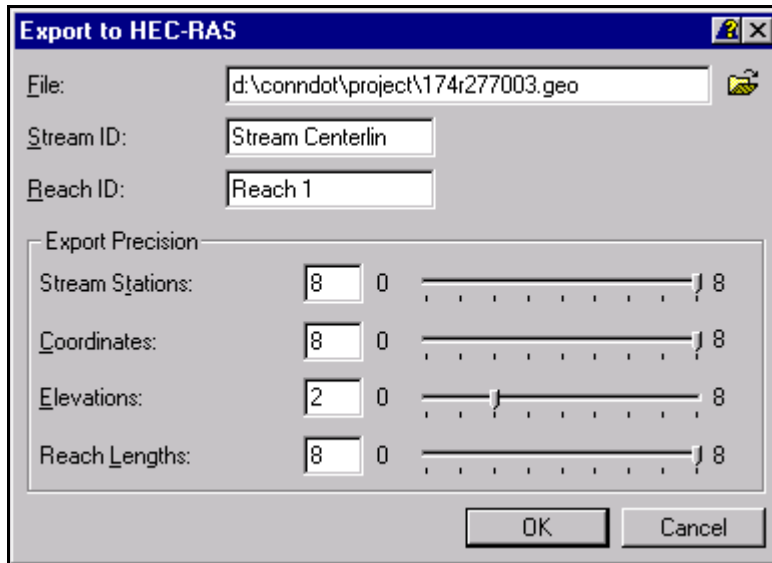 Export to HEC-RAS
File: d:\conndot\project\174r277003.geo
Stream ID: Stream Centerlin
Reach ID: Reach 1
Export Precision
Stream Stations: 8 0 8
Coordinates: 8 0 8
Elevations: 2 0 8
Reach Lengths: 8 0 8
OK Cancel